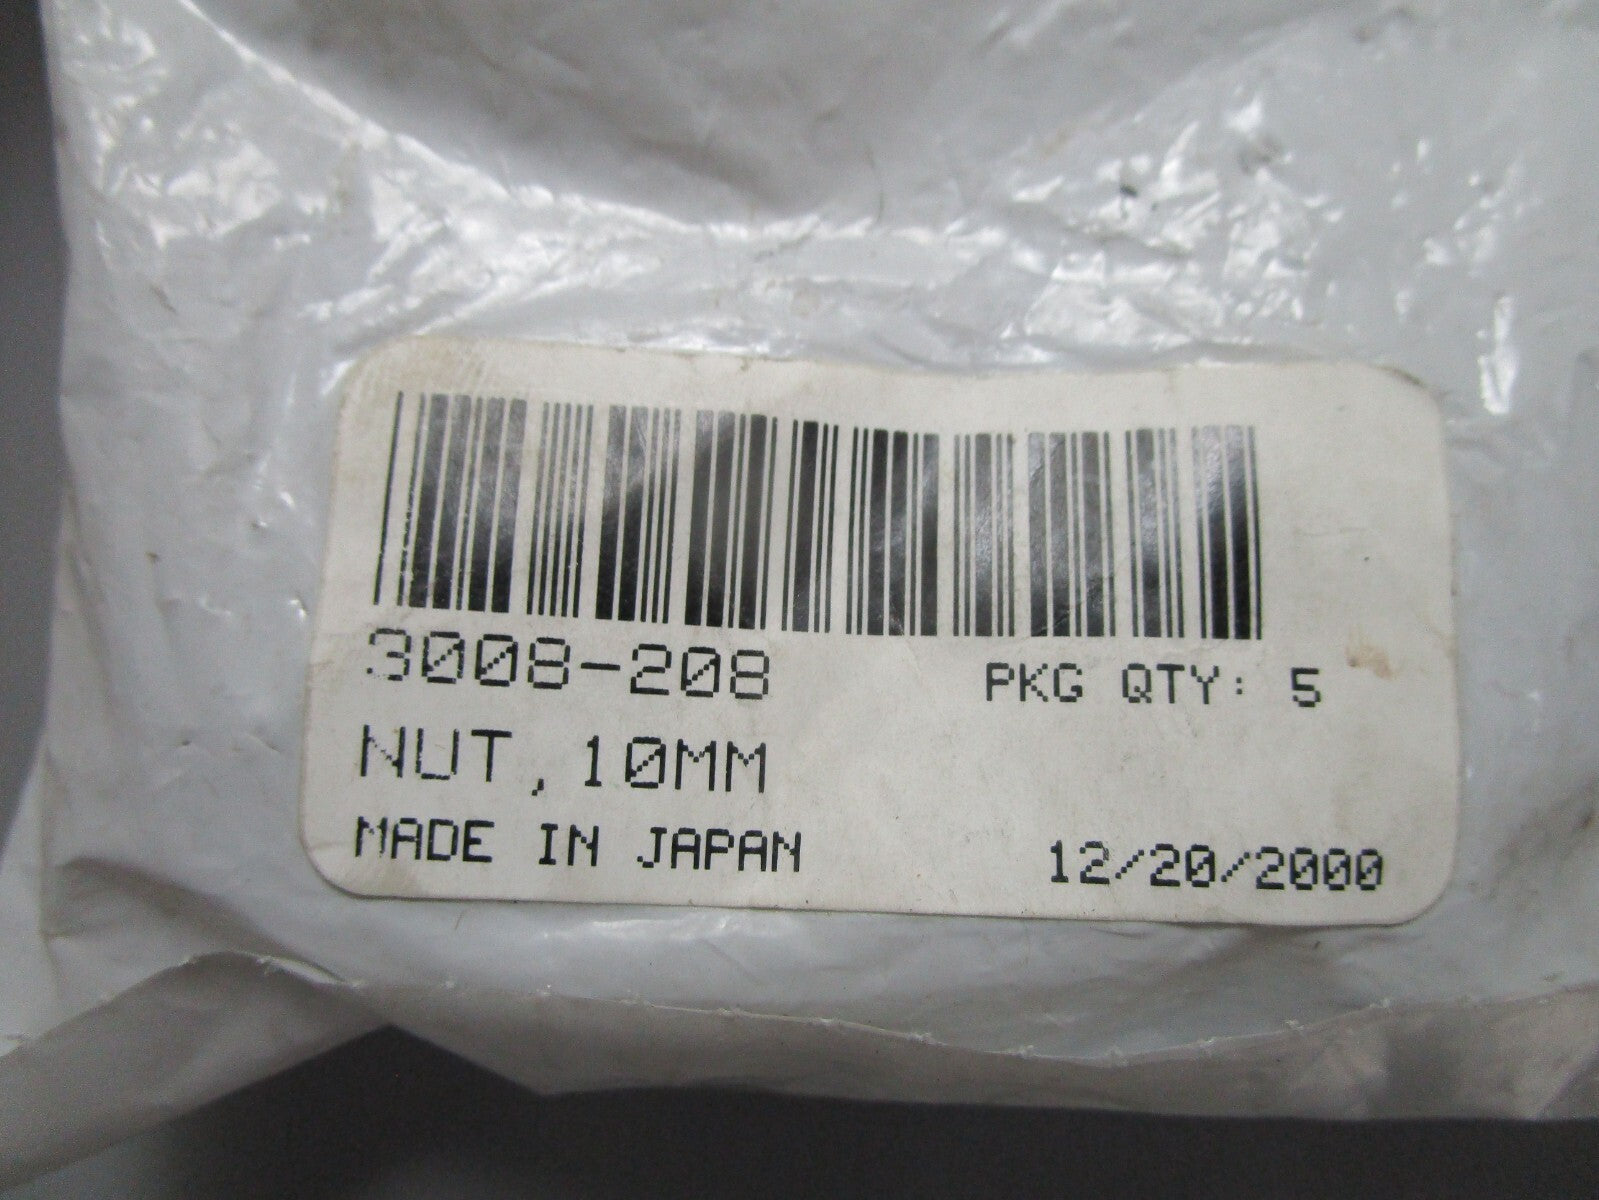 3008-208 PKG QTY: 5
NUT, 10MM
MADE IN JAPAN 12/20/2000